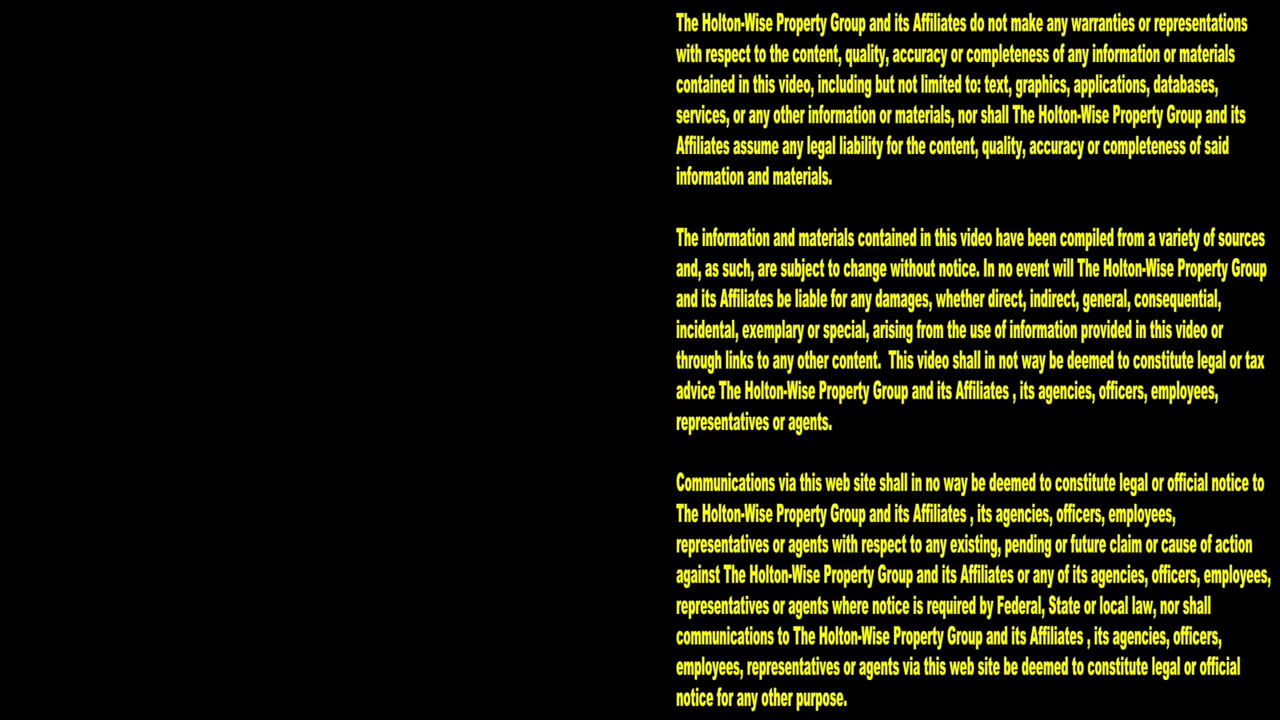 The Holton-Wise Property Group and its Affiliates do not make any warranties or representations
with respect to the content, quality, accuracy or completeness of any information or materials
contained in this video, including but not limited to: text, graphics, applications, databases,
services, or any other information or materials, nor shall The Holton-Wise Property Group and its
Affiliates assume any legal liability for the content, quality, accuracy or completeness of said
information and materials.
The information and materials contained in this video have been compiled from a variety of sources
and, as such, are subject to change without notice. In no event will The Holton-Wise Property Group
and its Affiliates be liable for any damages, whether direct, indirect, general, consequential,
incidental, exemplary or special, arising from the use of information provided in this video or
through links to any other content.  This video shall in not way be deemed to constitute legal or tax
advice The Holton-Wise Property Group and its Affiliates , its agencies, officers, employees,
representatives or agents.
Communications via this web site shall in no way be deemed to constitute legal or official notice to
The Holton-Wise Property Group and its Affiliates , its agencies, officers, employees,
representatives or agents with respect to any existing, pending or future claim or cause of action
against The Holton-Wise Property Group and its Affiliates or any of its agencies, officers, employees,
representatives or agents where notice is required by Federal, State or local law, nor shall
communications to The Holton-Wise Property Group and its Affiliates , its agencies, officers,
employees, representatives or agents via this web site be deemed to constitute legal or official
notice for any other purpose.